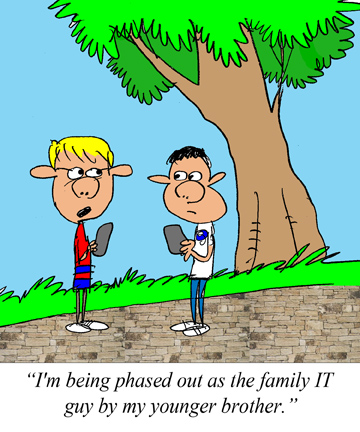 “I'm being phased out as the family IT
guy by my younger brother.”